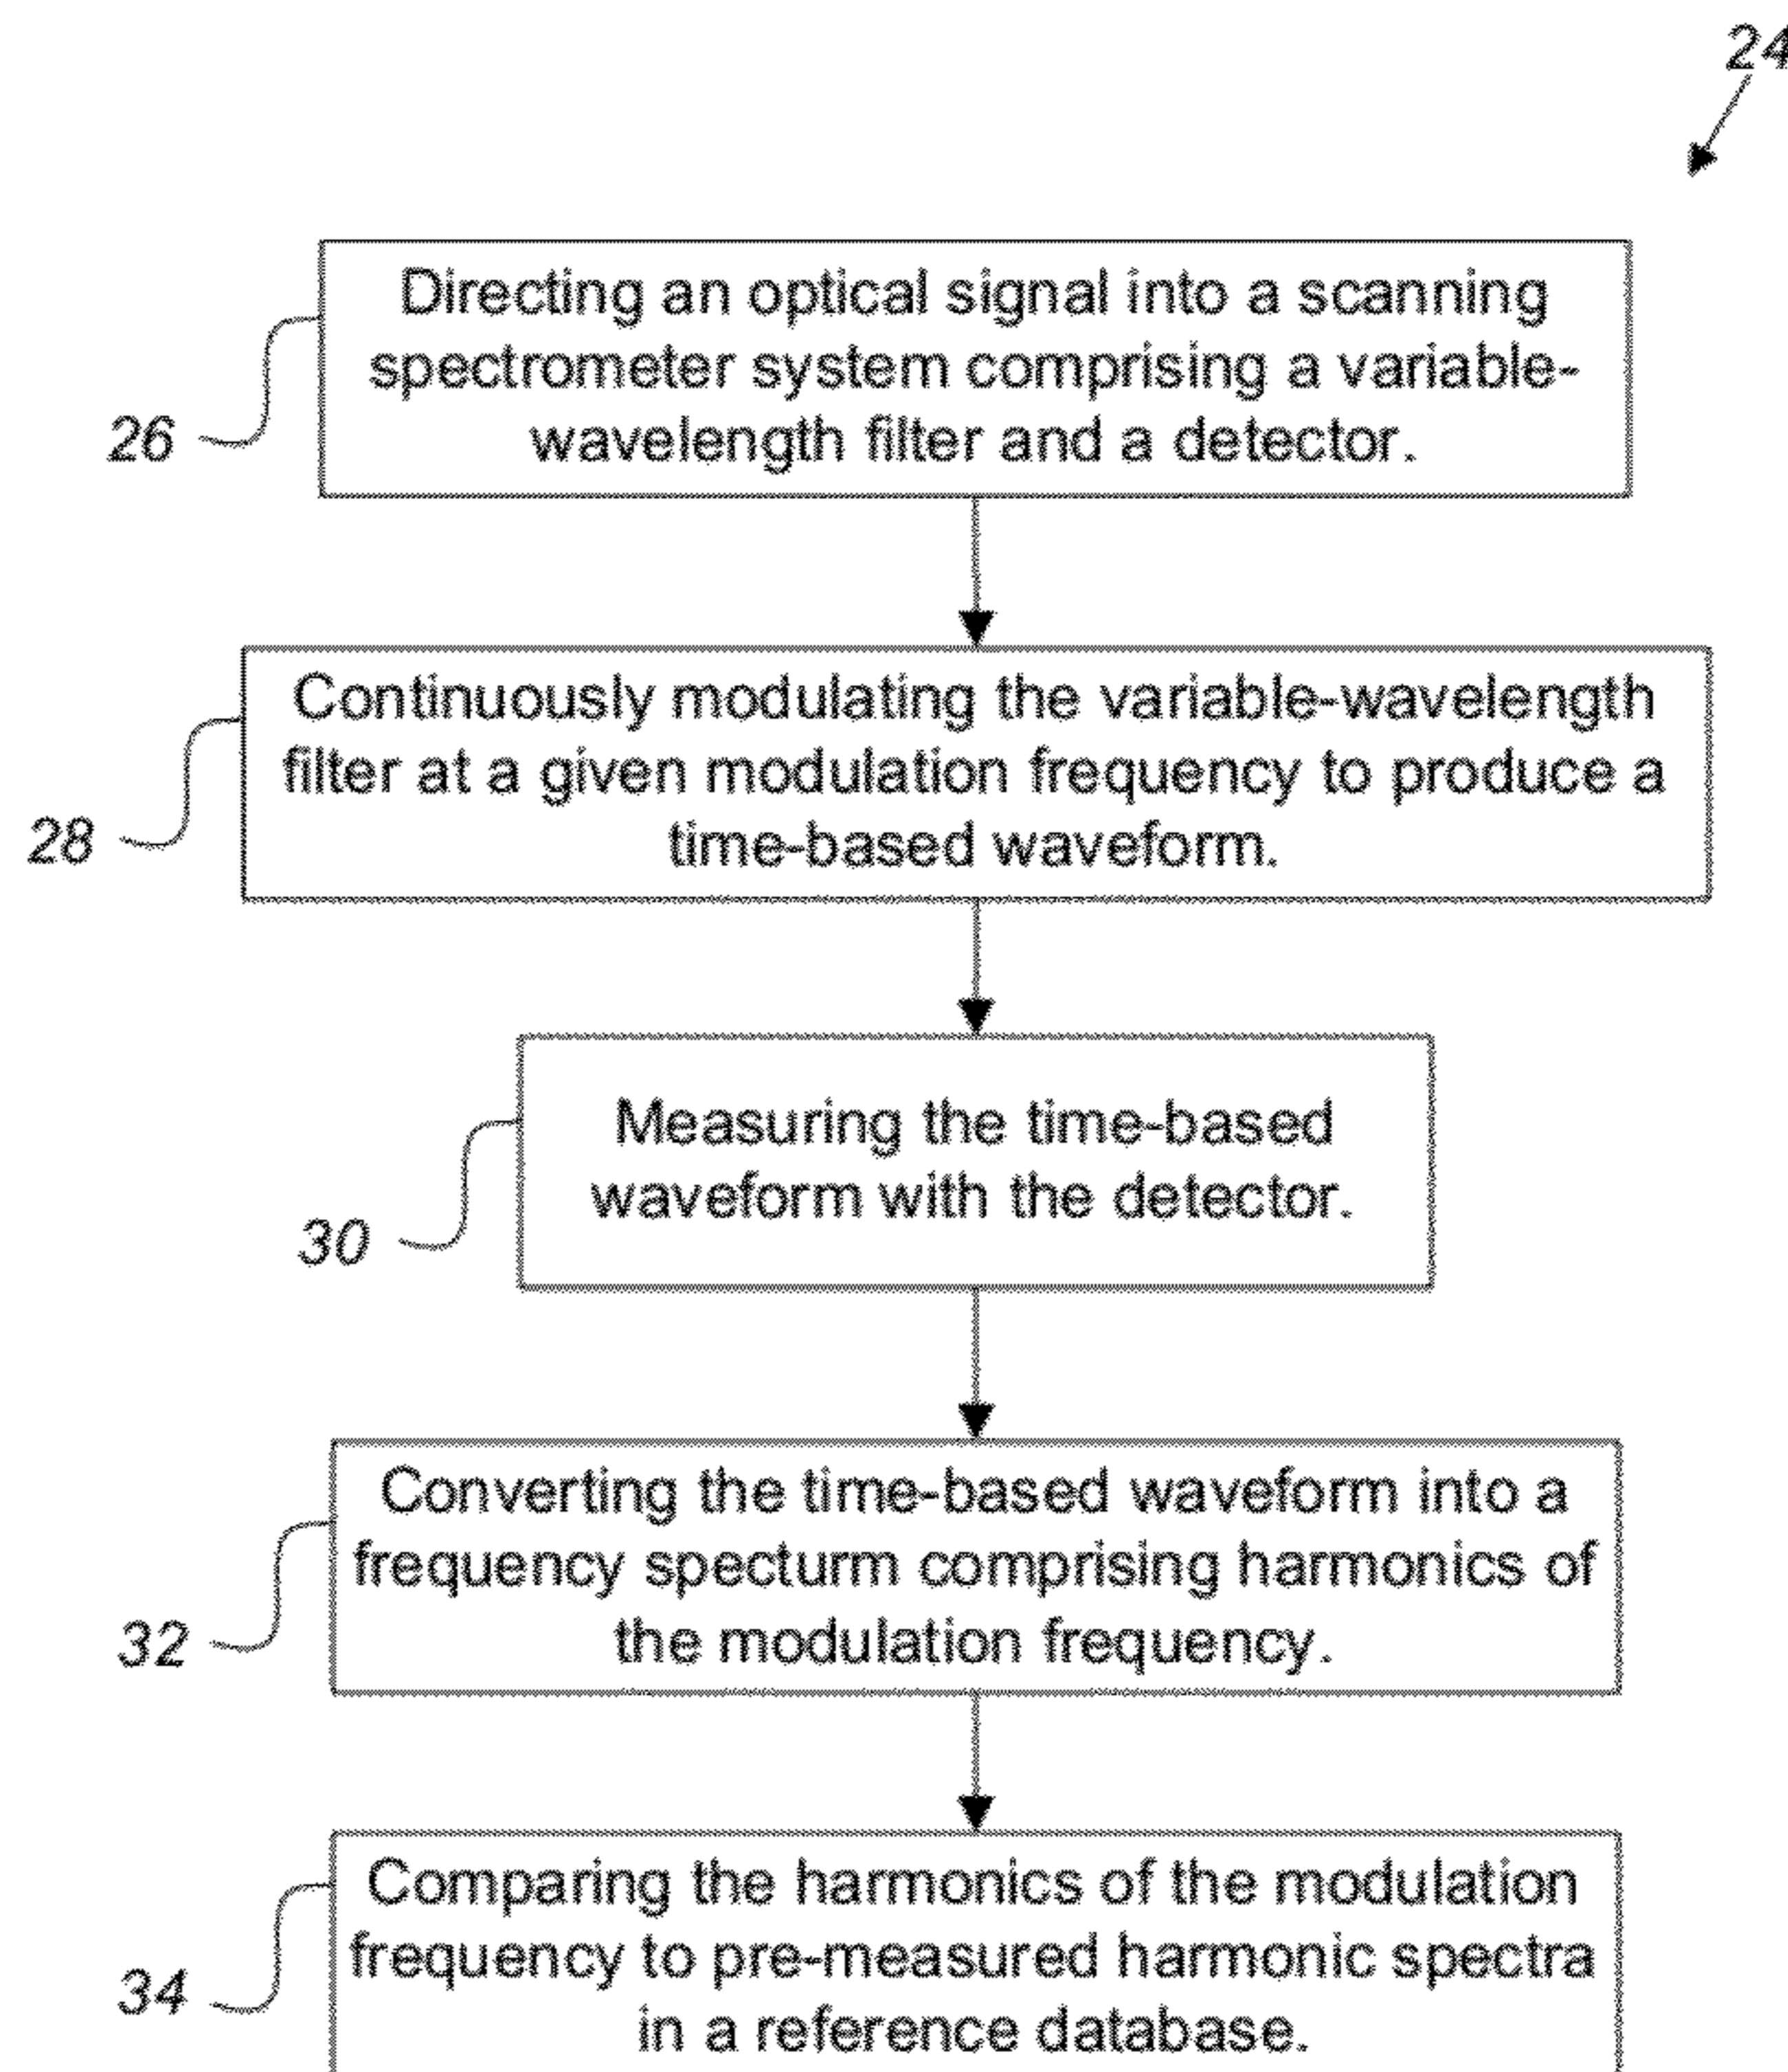 24
Directing an optical signal into a scanning
spectrometer system comprising a variable-
wavelength filter and a detector.
26
Continuously modulating the variable-wavelength
filter at a given modulation frequency to produce a
time-based waveform.
28
Measuring the time-based
waveform with the detector.
30
Converting the time-based waveform into a
frequency specturm comprising harmonics of
the modulation frequency.
32
Comparing the harmonics of the modulation
frequency to pre-measured harmonic spectra
in a reference database.
34